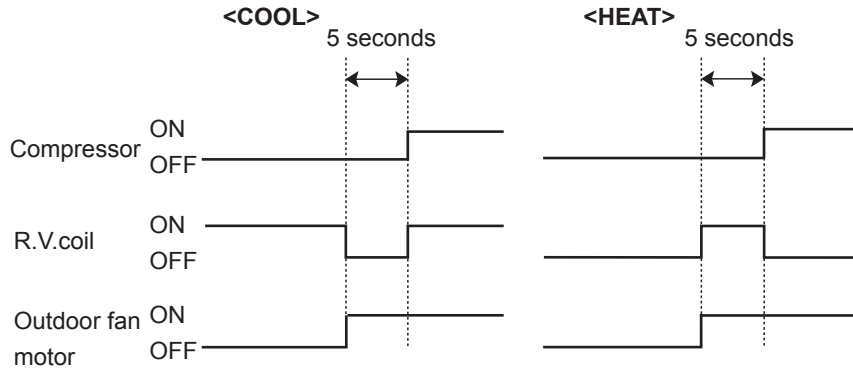 <COOL>
<HEAT>
5 seconds
5 seconds
Compressor
ON
OFF
R.V.coil
ON
OFF
Outdoor fan
motor
ON
OFF